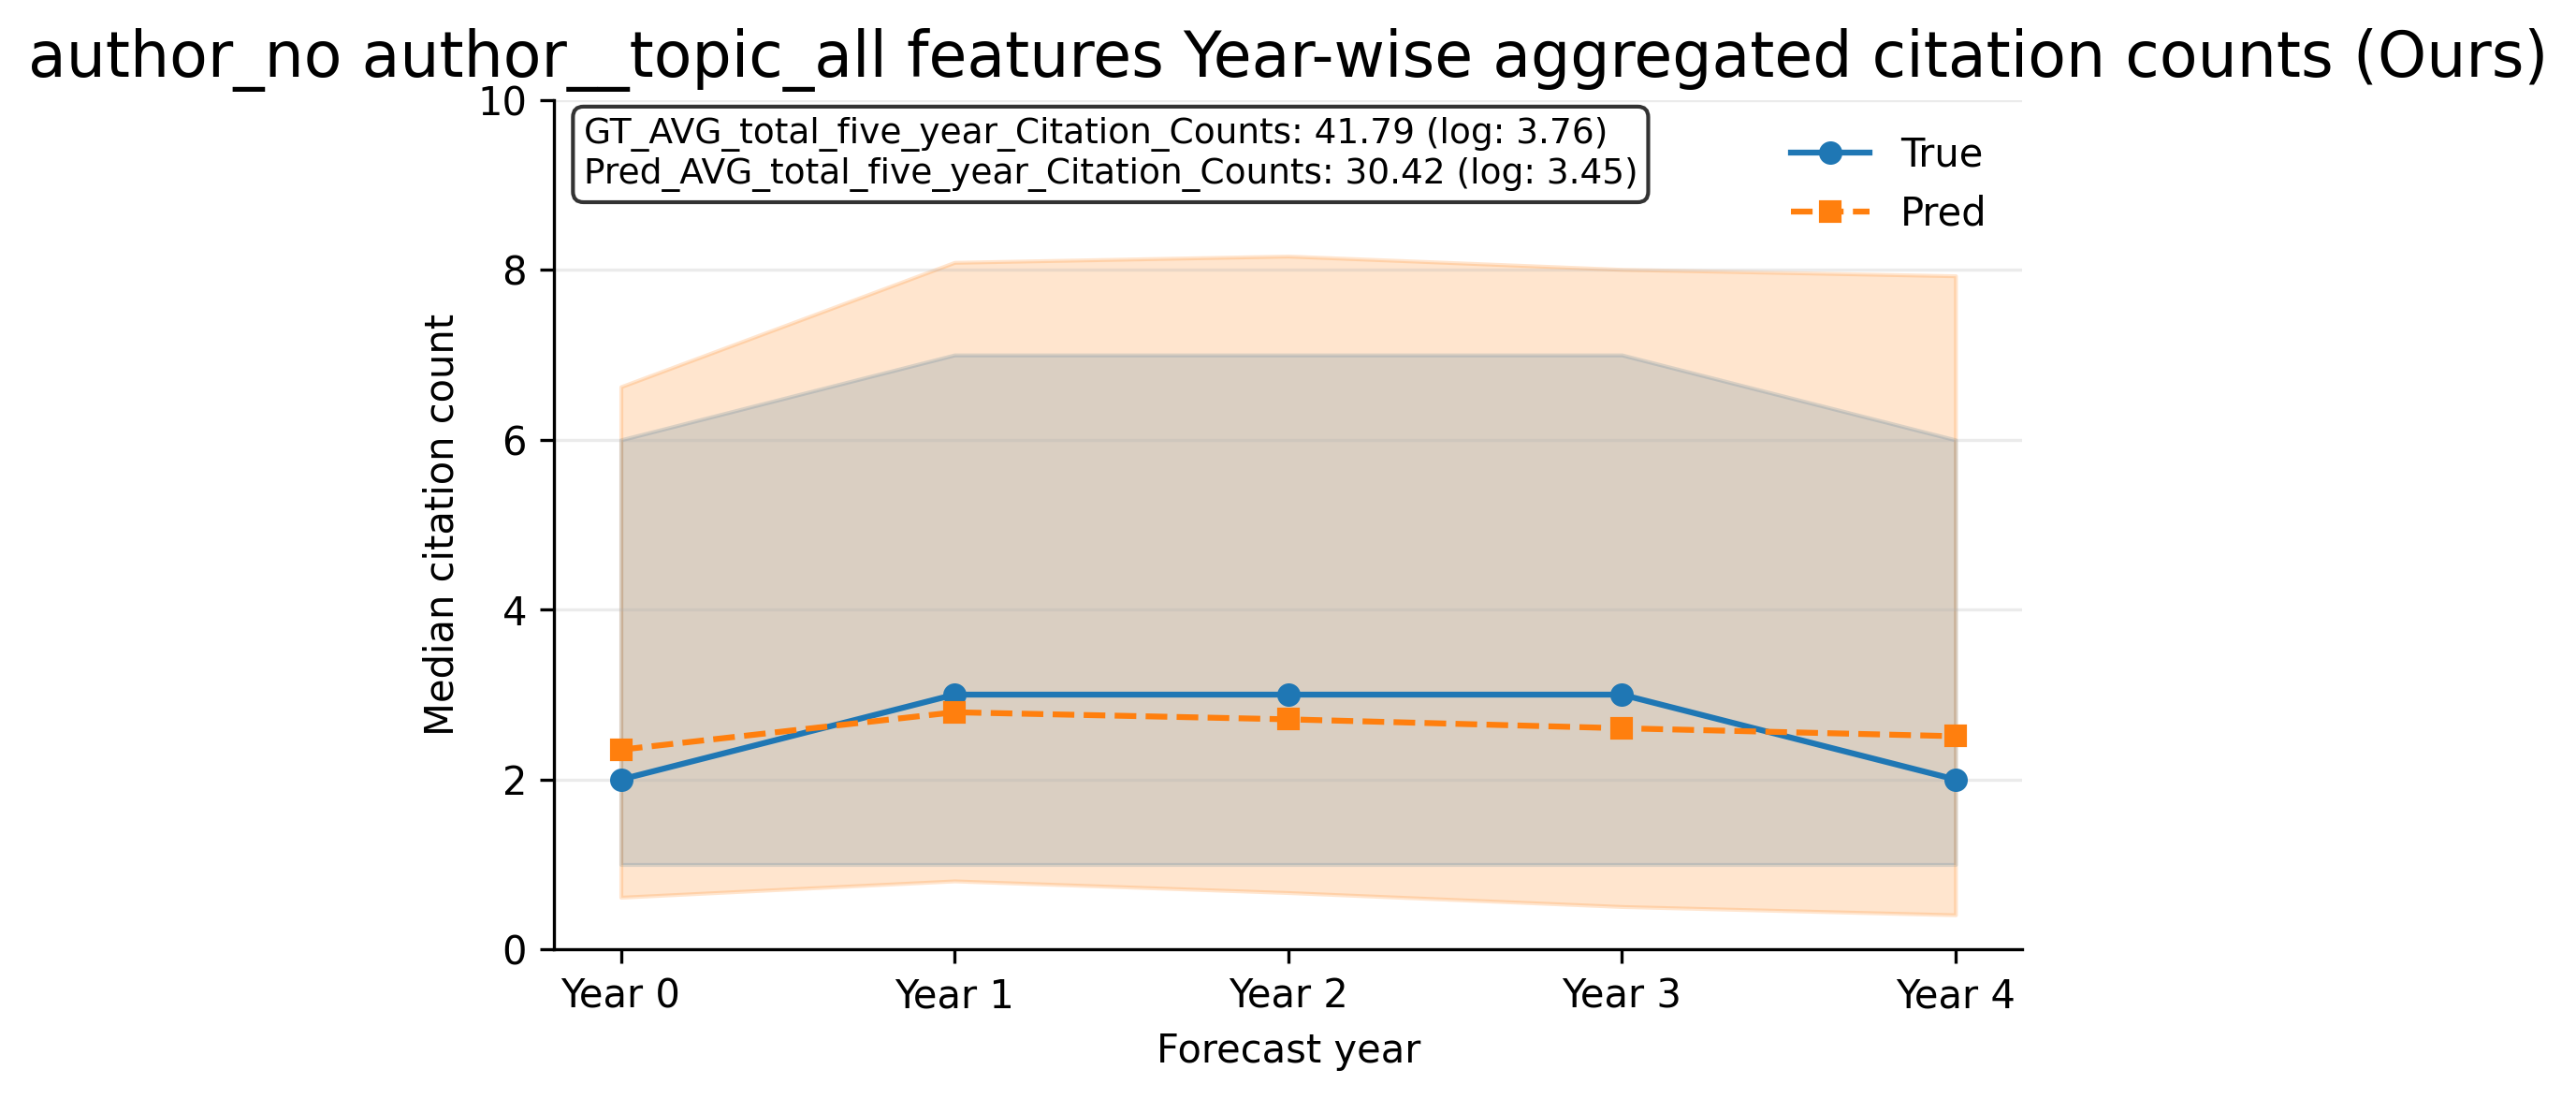 author_no author__topic_all features Year-wise aggregated citation counts (Ours)
GT_AVG_total_five_year_Citation_Counts: 41.79 (log: 3.76)
Pred_AVG_total_five_year_Citation_Counts: 30.42 (log: 3.45)
True
Pred
Median citation count
10
8
6
4
2
0
Year 0 Year 1 Year 2 Year 3 Year 4
Forecast year